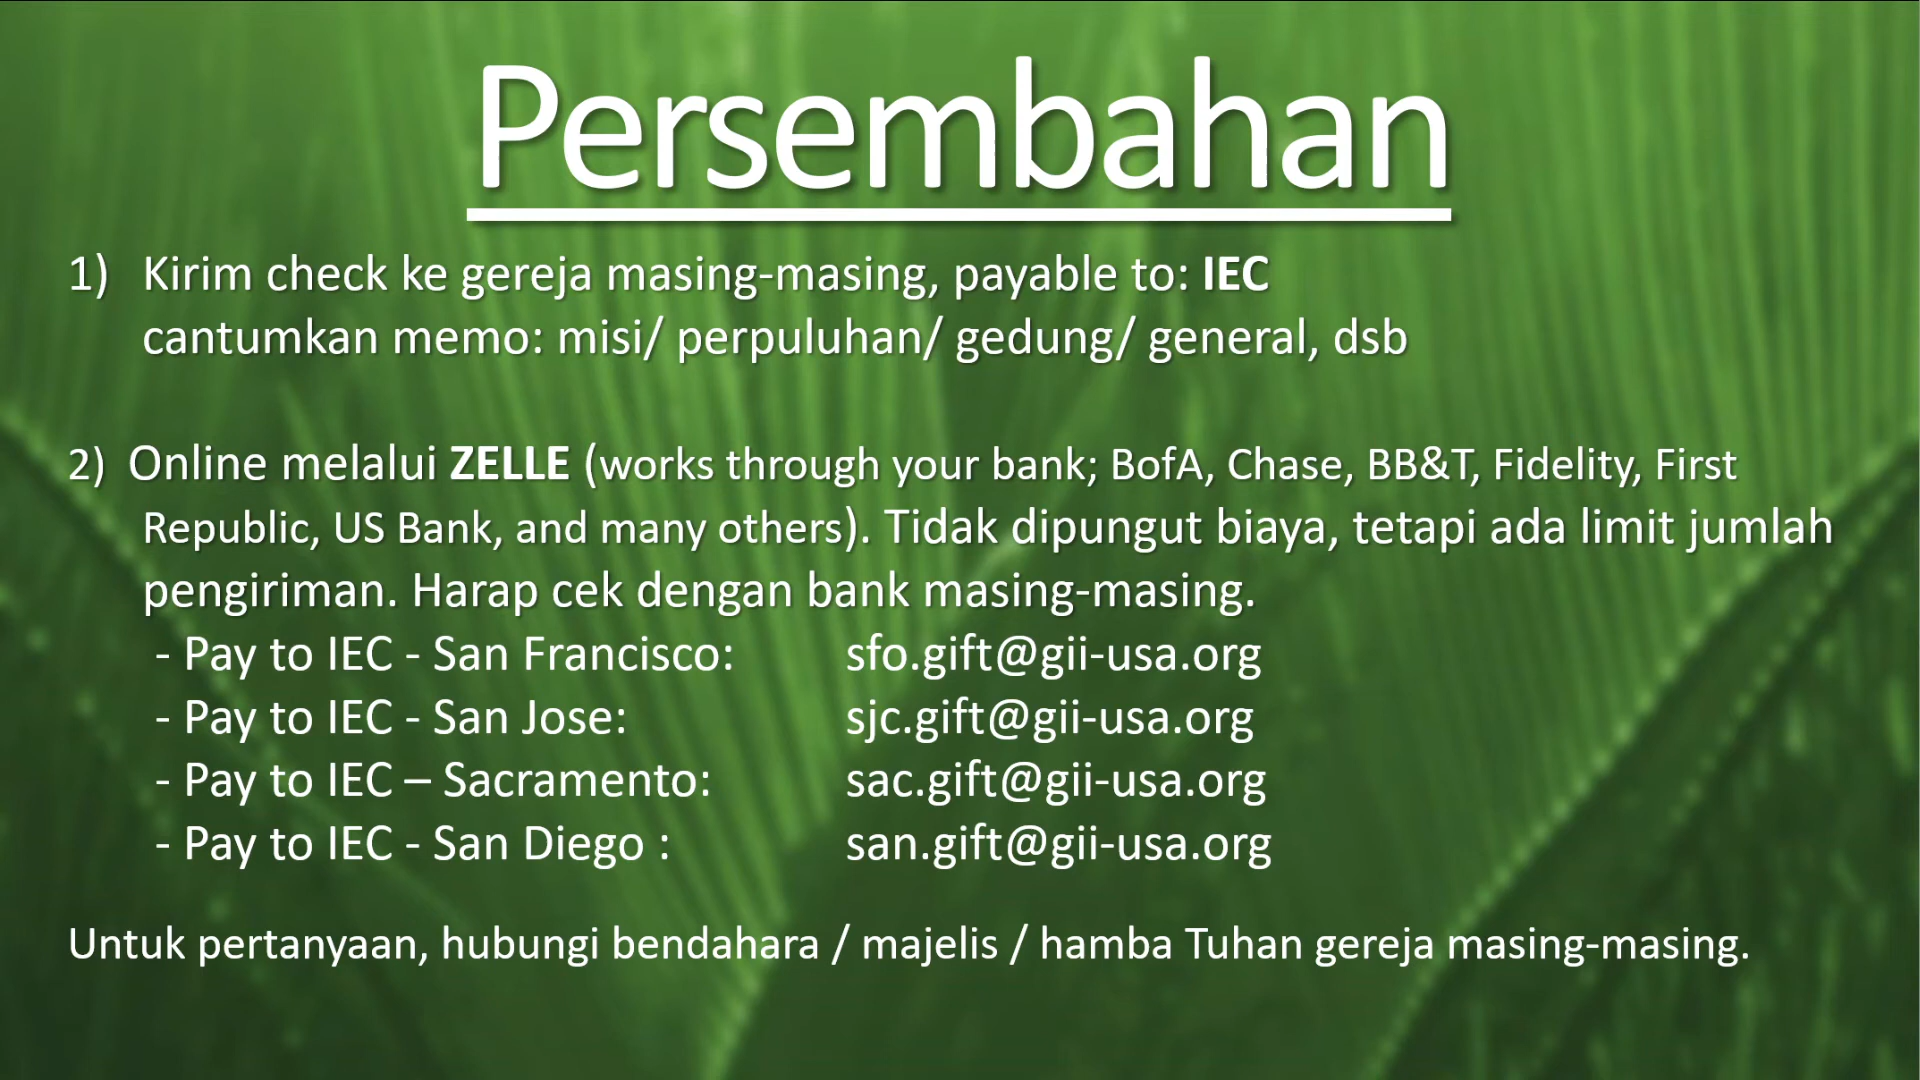 Persembahan
1) Kirim check ke gereja masing-masing, payable to: IEC
cantumkan memo: misi/ perpuluhan/ gedung/ general, dsb
2) Online melalui ZELLE (works through your bank; BofA, Chase, BB&T, Fidelity, First
Republic, US Bank, and many others). Tidak dipungut biaya, tetapi ada limit jumlah
pengiriman. Harap cek dengan bank masing-masing.
- Pay to IEC - San Francisco: sfo.gift@gii-usa.org
- Pay to IEC - San Jose: sjc.gift@gii-usa.org
- Pay to IEC – Sacramento: sac.gift@gii-usa.org
- Pay to IEC - San Diego : san.gift@gii-usa.org
Untuk pertanyaan, hubungi bendahara / majelis / hamba Tuhan gereja masing-masing.